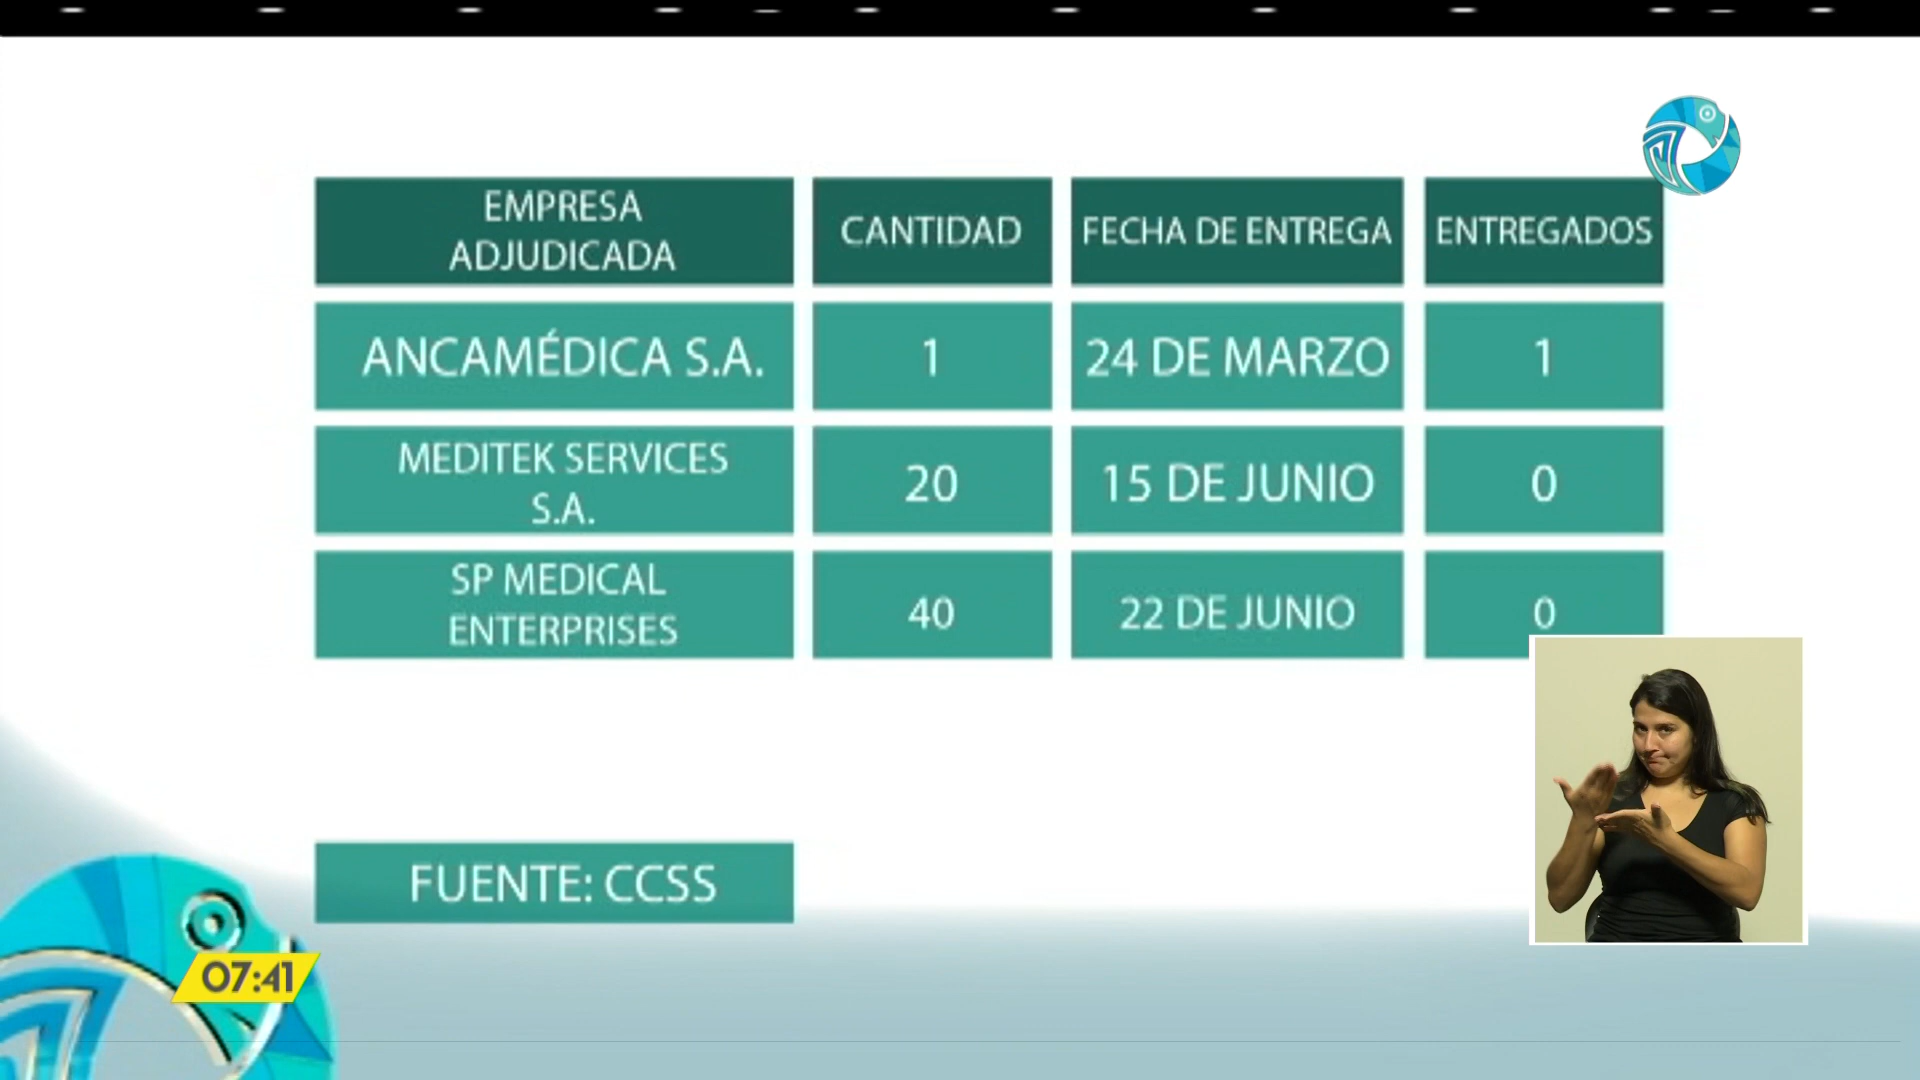 EMPRESA
ADJUDICADA
CANTIDAD
FECHA DE ENTREGA
ENTREGADOS
ANCAMÉDICA S.A.
1
24 DE MARZO
1
MEDITEK SERVICES
S.A.
20
15 DE JUNIO
0
SP MEDICAL
ENTERPRISES
40
22 DE JUNIO
0
FUENTE: CCSS
07:41